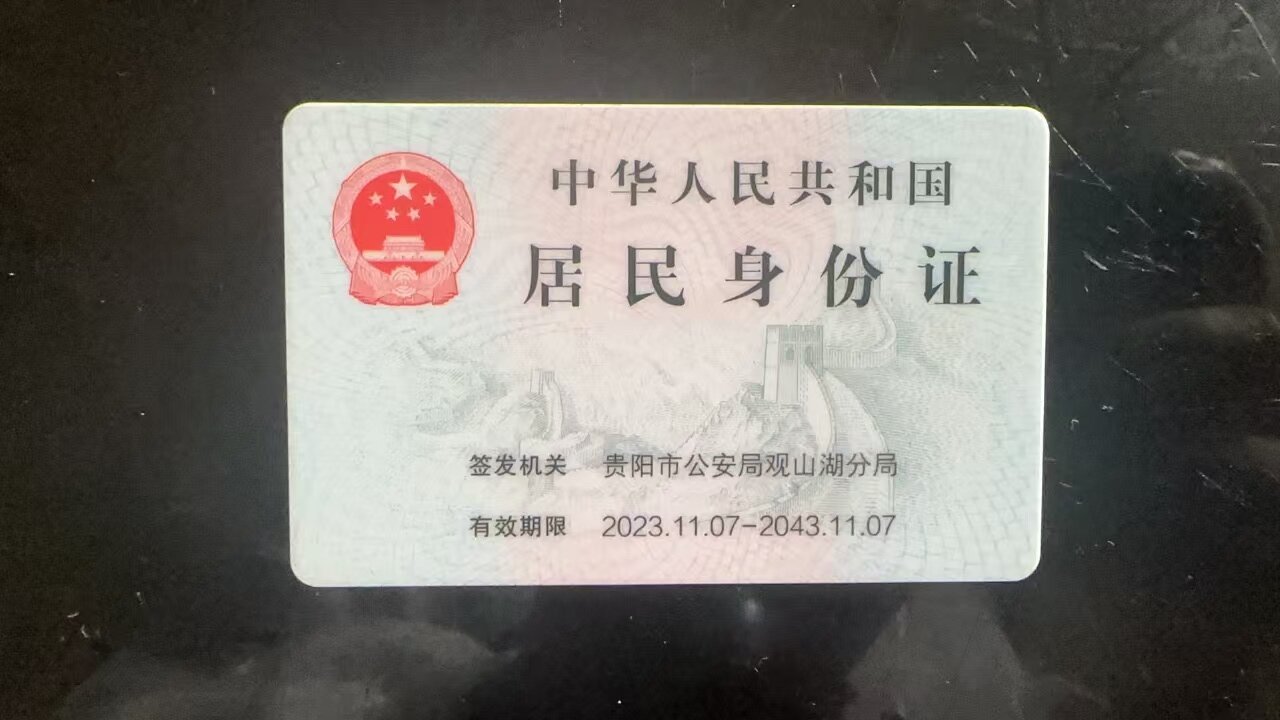 中华人民共和国
居民身份证
签发机关 贵阳市公安局观山湖分局
有效期限 2023.11.07-2043.11.07